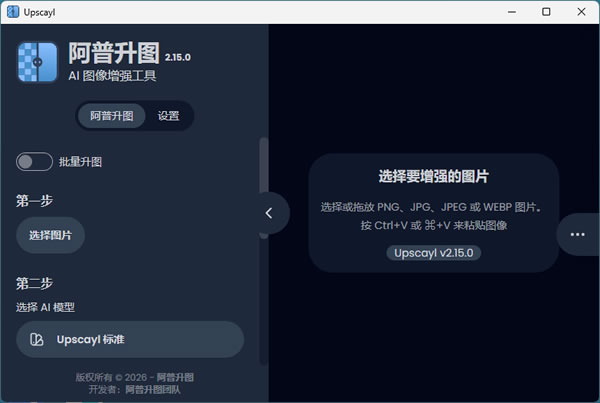 Upscayl
阿普升图 2.15.0
AI 图像增强工具
阿普升图 设置
批量升图
第一步
选择图片
第二步
选择 AI 模型
Upscayl 标准
版权所有 © 2026 - 阿普升图
开发者：阿普升图团队
选择要增强的图片
选择或拖放 PNG、JPG、JPEG 或 WEBP 图片。
按 Ctrl+V 或 ⌘+V 来粘贴图像
Upscayl v2.15.0